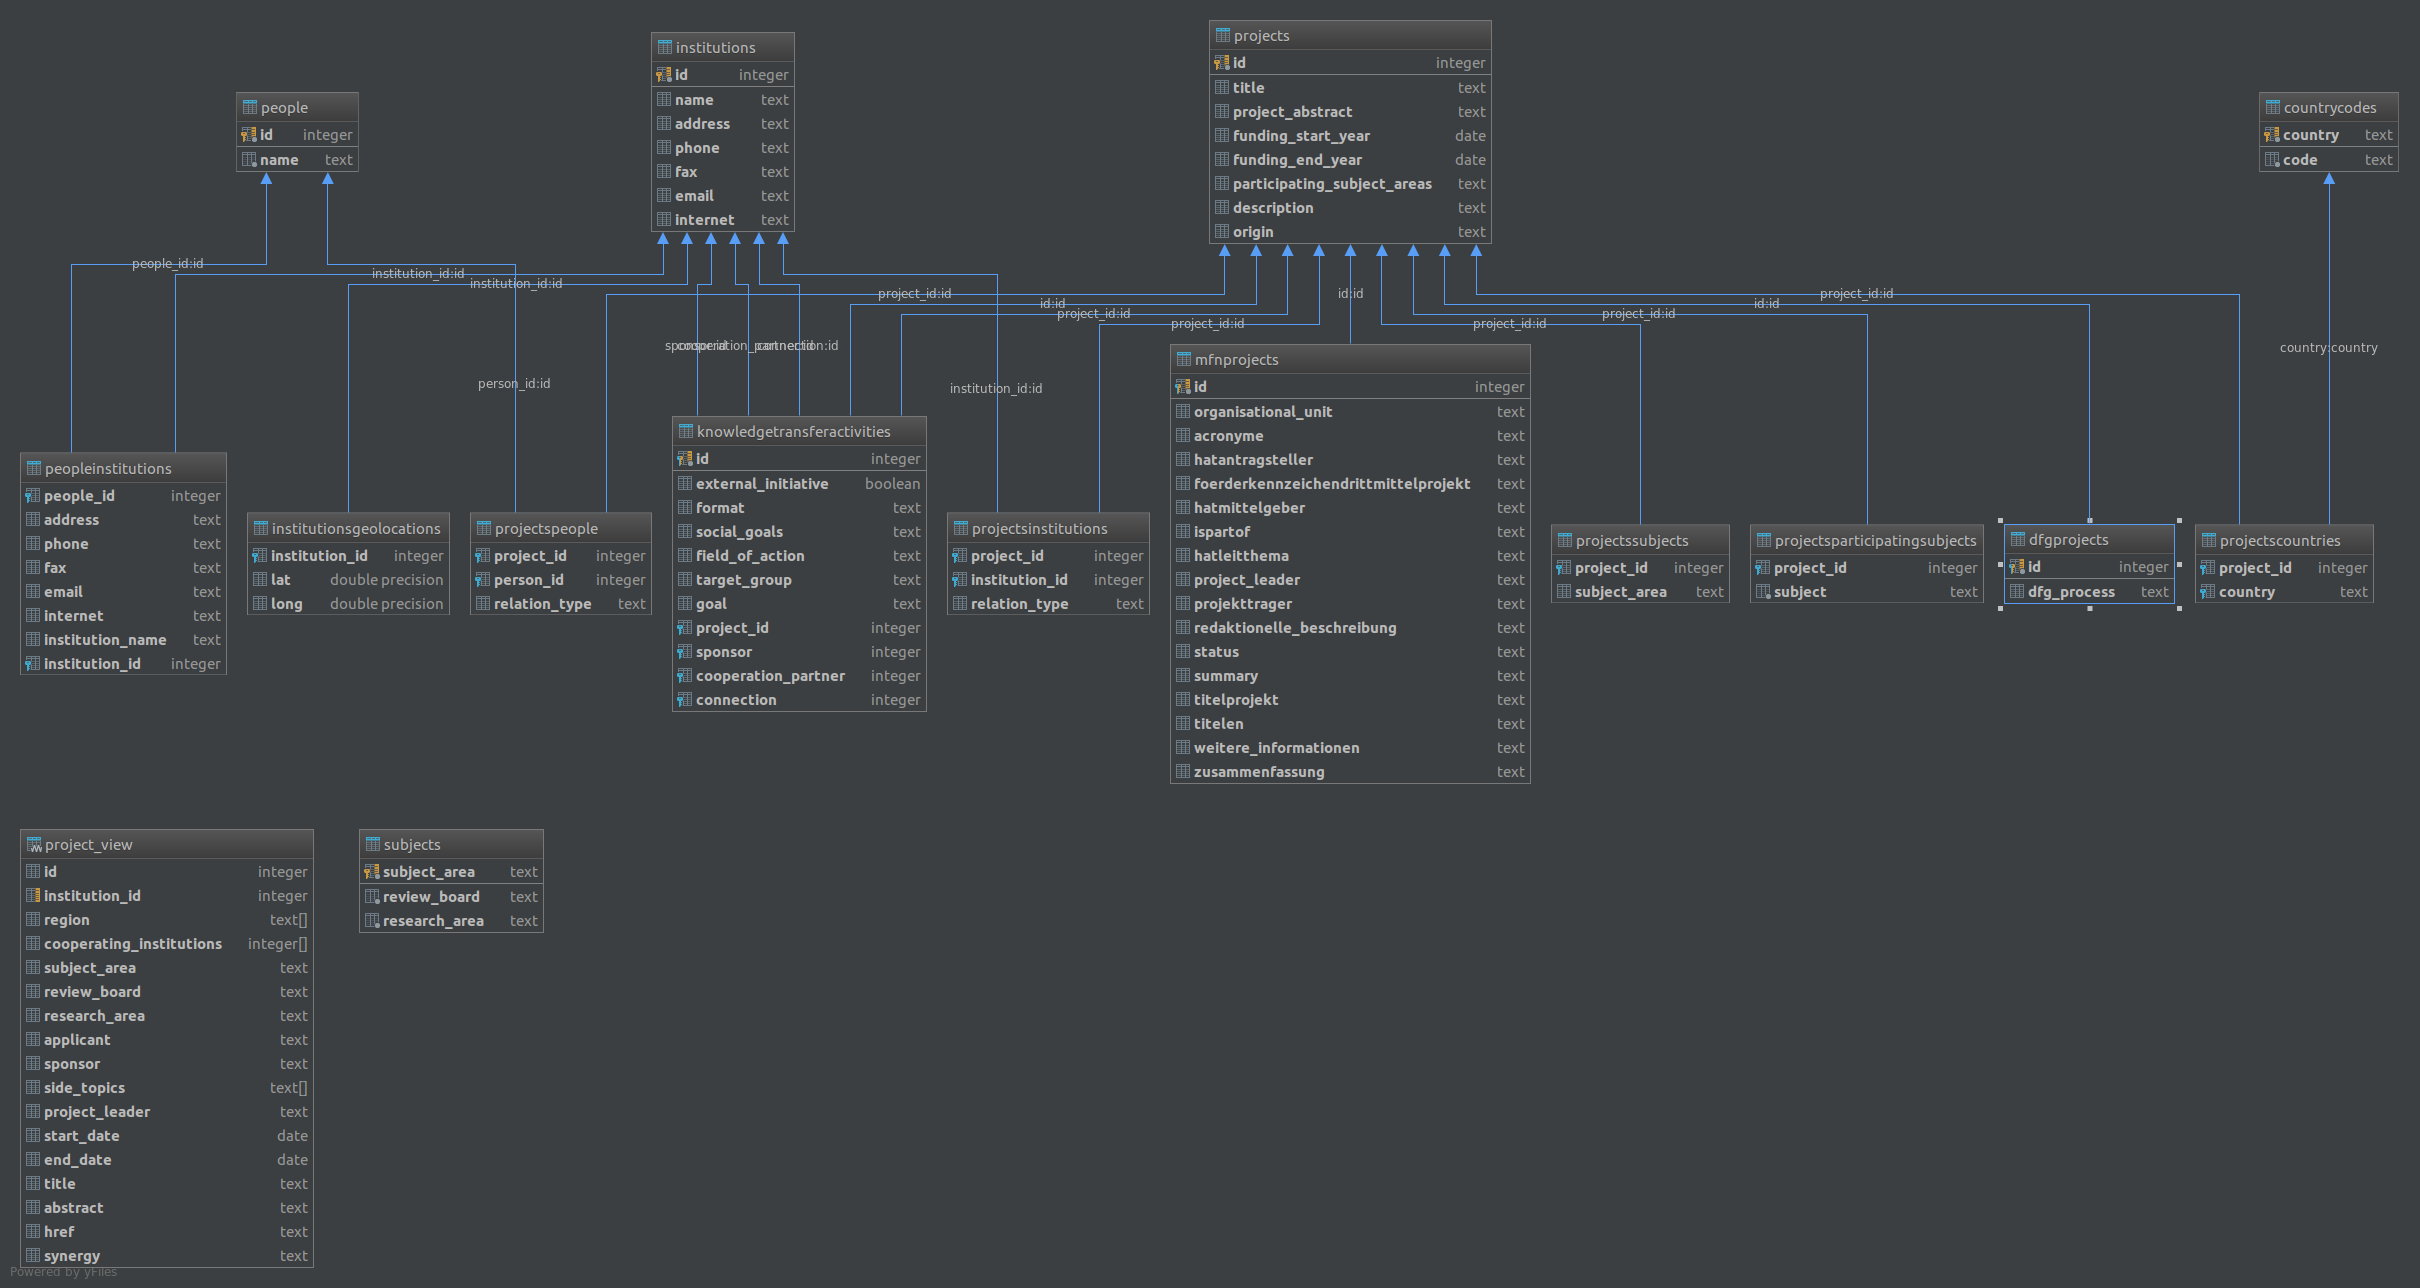 people
id integer
name text
institutions
id integer
name text
address text
phone text
fax text
email text
internet text
projects
id integer
title text
project_abstract text
funding_start_year date
funding_end_year date
participating_subject_areas text
description text
origin text
countrycodes
country text
code text
people_id:id
institution_id:id
institution_id:id
project_id:id
id:id
project_id:id
project_id:id
id:id
project_id:id
project_id:id
id:id
project_id:id
sponsor:id
cooperation_partner:id
connection:id
person_id:id
institution_id:id
country:country
peopleinstitutions
people_id integer
address text
phone text
fax text
email text
internet text
institution_name text
institution_id integer
institutionsgeolocations
institution_id integer
lat double precision
long double precision
projectspeople
project_id integer
person_id integer
relation_type text
knowledgetransferactivities
id integer
external_initiative boolean
format text
social_goals text
field_of_action text
target_group text
goal text
project_id integer
sponsor integer
cooperation_partner integer
connection integer
projectsinstitutions
project_id integer
institution_id integer
relation_type text
mfnprojects
id integer
organisational_unit text
acronyme text
hatantragsteller text
foerderkennzeichendrittmittelprojekt text
hatmittelgeber text
ispartof text
hatleitthema text
project_leader text
projekttrager text
redaktionelle_beschreibung text
status text
summary text
titelprojekt text
titelen text
weitere_informationen text
zusammenfassung text
projectssubjects
project_id integer
subject_area text
projectsparticipatingsubjects
project_id integer
subject text
dfgprojects
id integer
dfg_process text
projectscountries
project_id integer
country text
project_view
id integer
institution_id integer
region text[]
cooperating_institutions integer[]
subject_area text
review_board text
research_area text
applicant text
sponsor text
side_topics text[]
project_leader text
start_date date
end_date date
title text
abstract text
href text
synergy text
subjects
subject_area text
review_board text
research_area text
Powered by yFiles